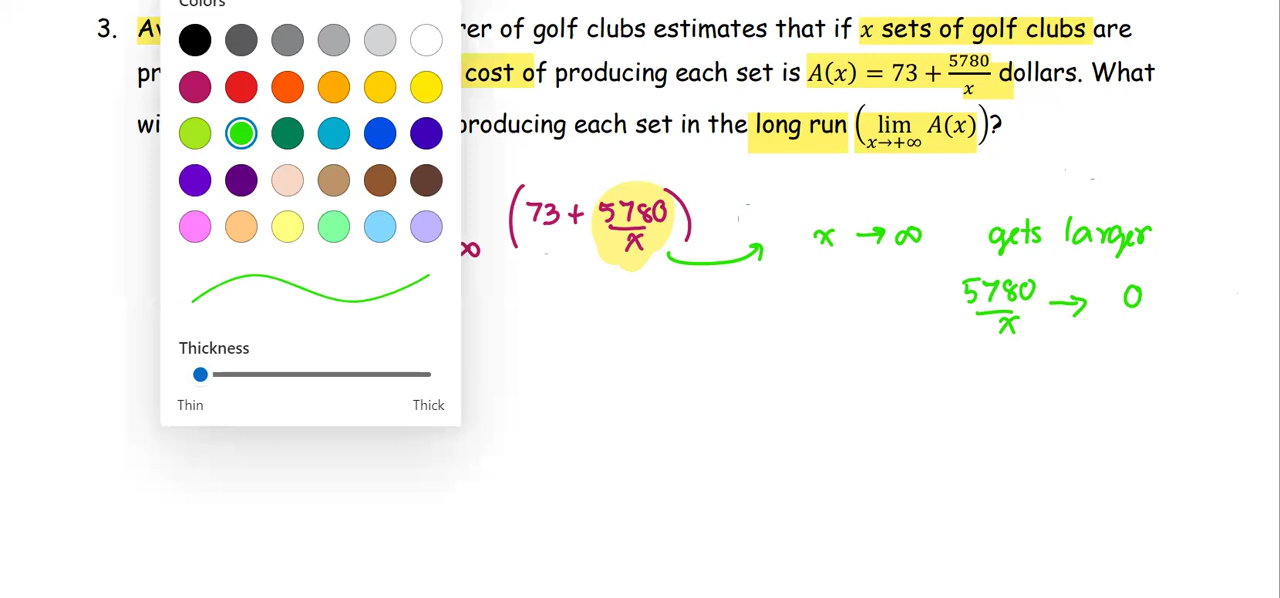 Colors
3. Av
rer of golf clubs estimates that if x sets of golf clubs are
pr
cost of producing each set is A(x) = 73 + 5780/x dollars. What
wi
producing each set in the long run (lim x→+∞ A(x))?
∞ (73 + 5780/x)
x → ∞ gets larger
5780/x → 0
Thickness
Thin Thick